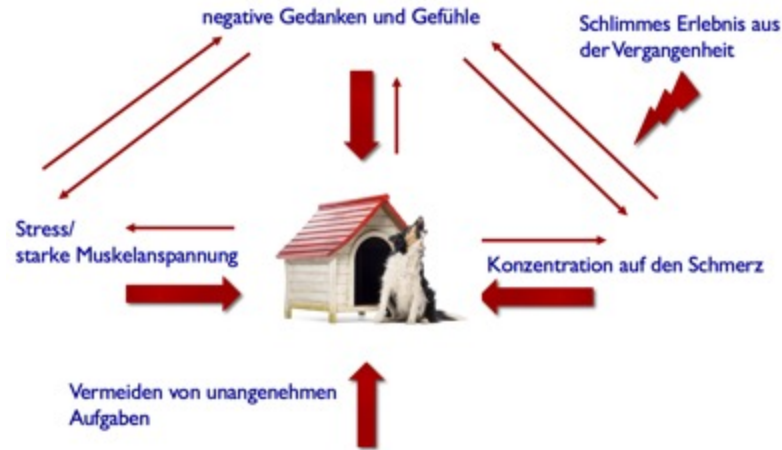 negative Gedanken und Gefühle
Schlimmes Erlebnis aus
der Vergangenheit
Stress/
starke Muskelanspannung
Konzentration auf den Schmerz
Vermeiden von unangenehmen
Aufgaben